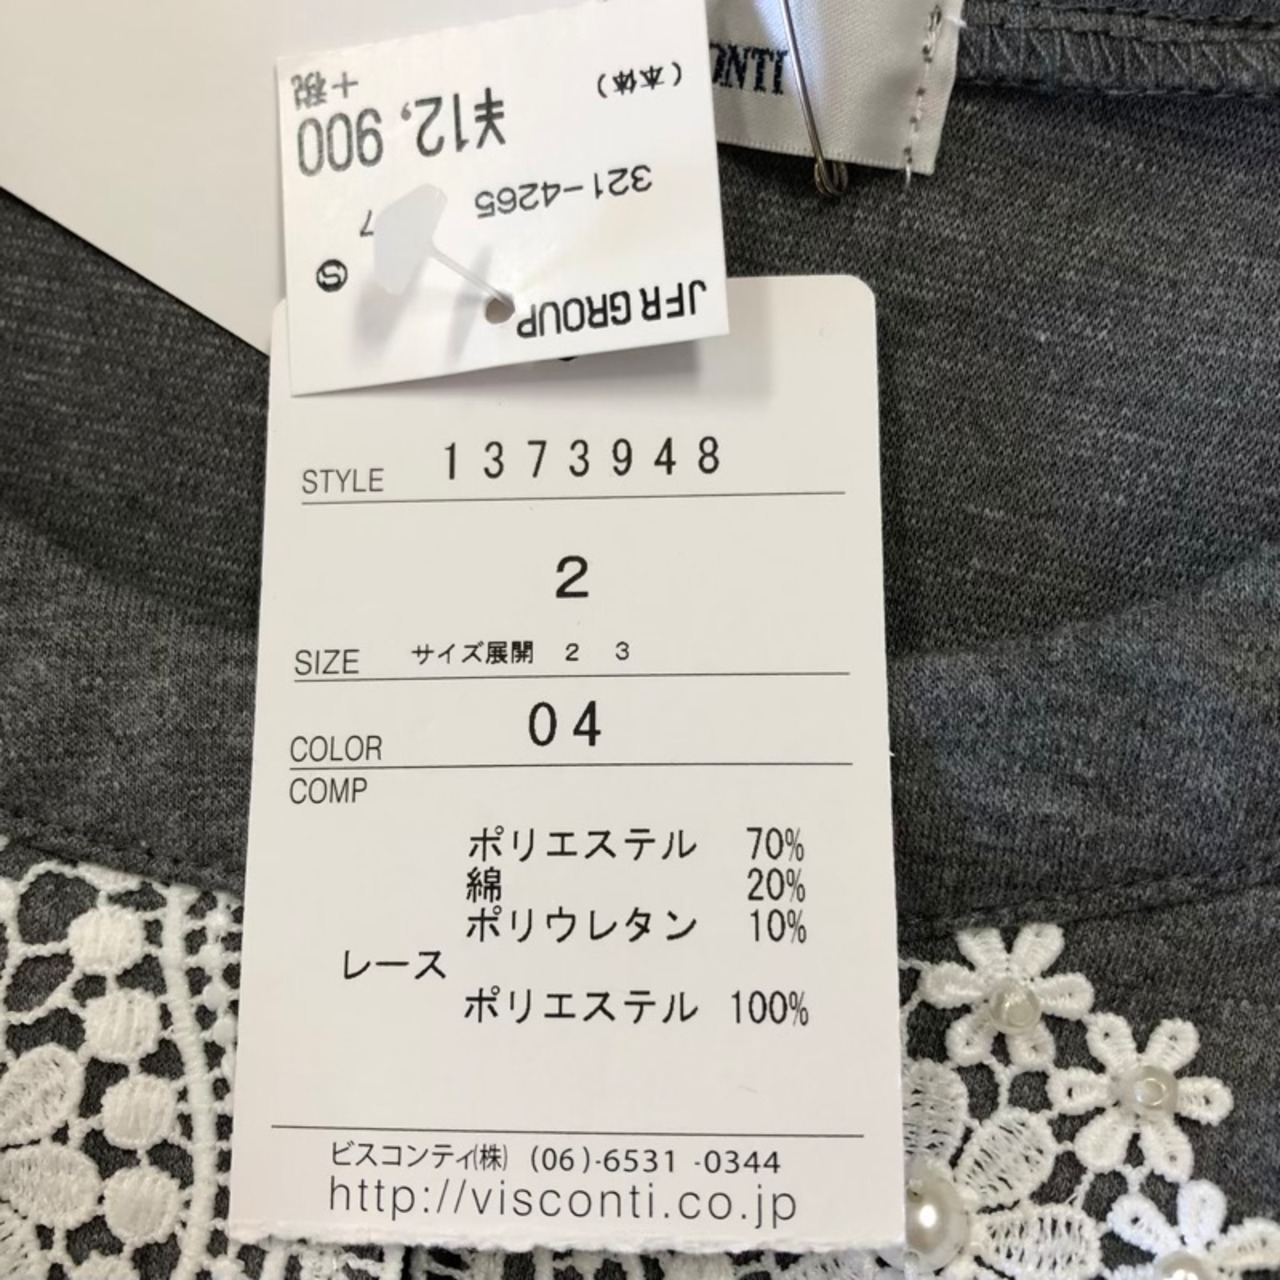 ONTI
JFR GROUP
Ⓢ
7
321-4265
¥12,900
(本体)
+税
STYLE 1373948
2
SIZE サイズ展開 2 3
04
COLOR
COMP
ポリエステル 70%
綿 20%
ポリウレタン 10%
レース
ポリエステル 100%
ビスコンティ(株) (06)-6531 -0344
http://visconti.co.jp